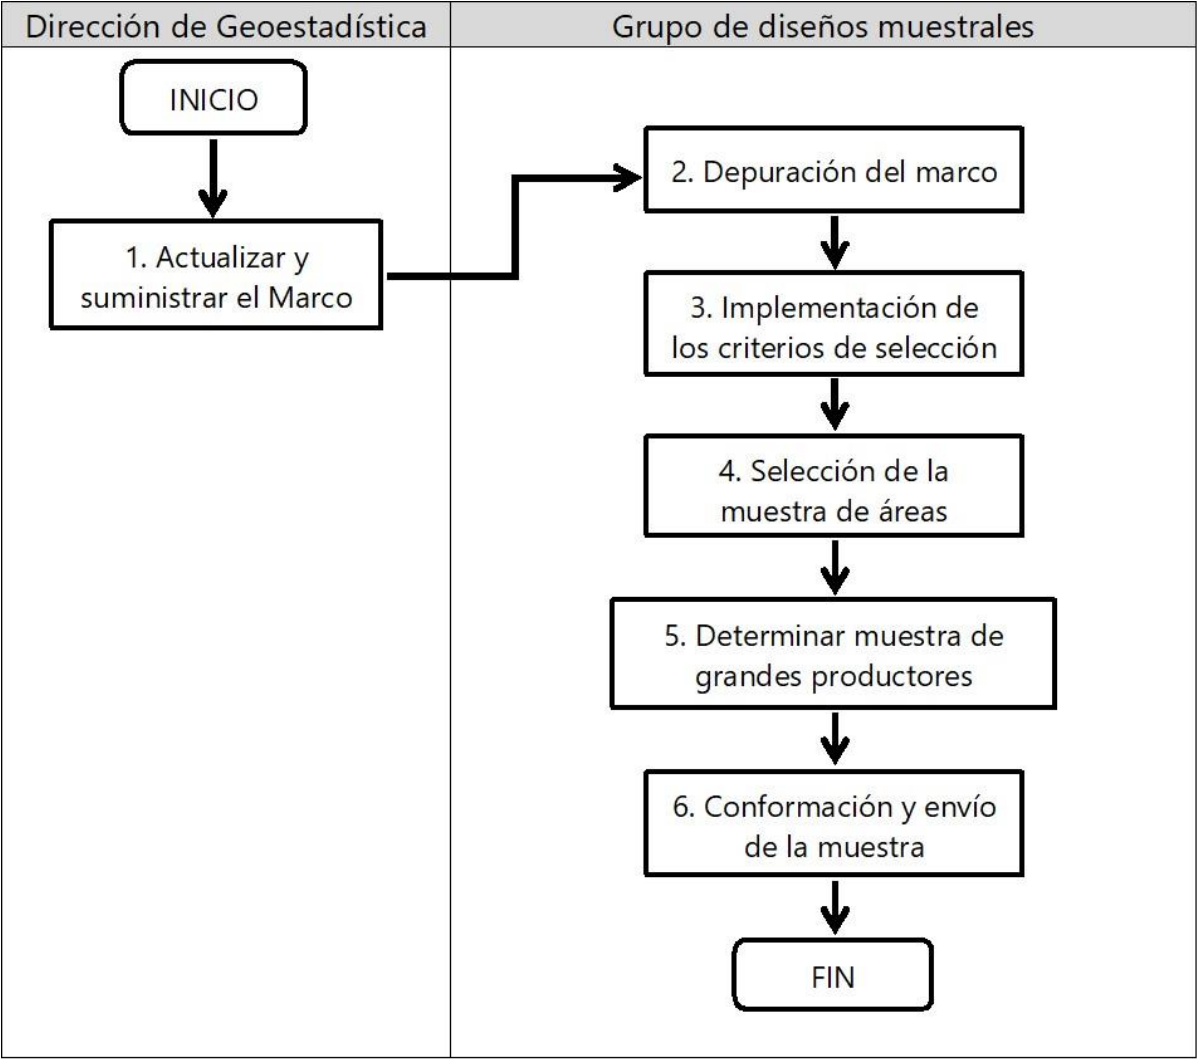 Dirección de Geoestadística
Grupo de diseños muestrales
INICIO
1. Actualizar y
suministrar el Marco
2. Depuración del marco
3. Implementación de
los criterios de selección
4. Selección de la
muestra de áreas
5. Determinar muestra de
grandes productores
6. Conformación y envío
de la muestra
FIN